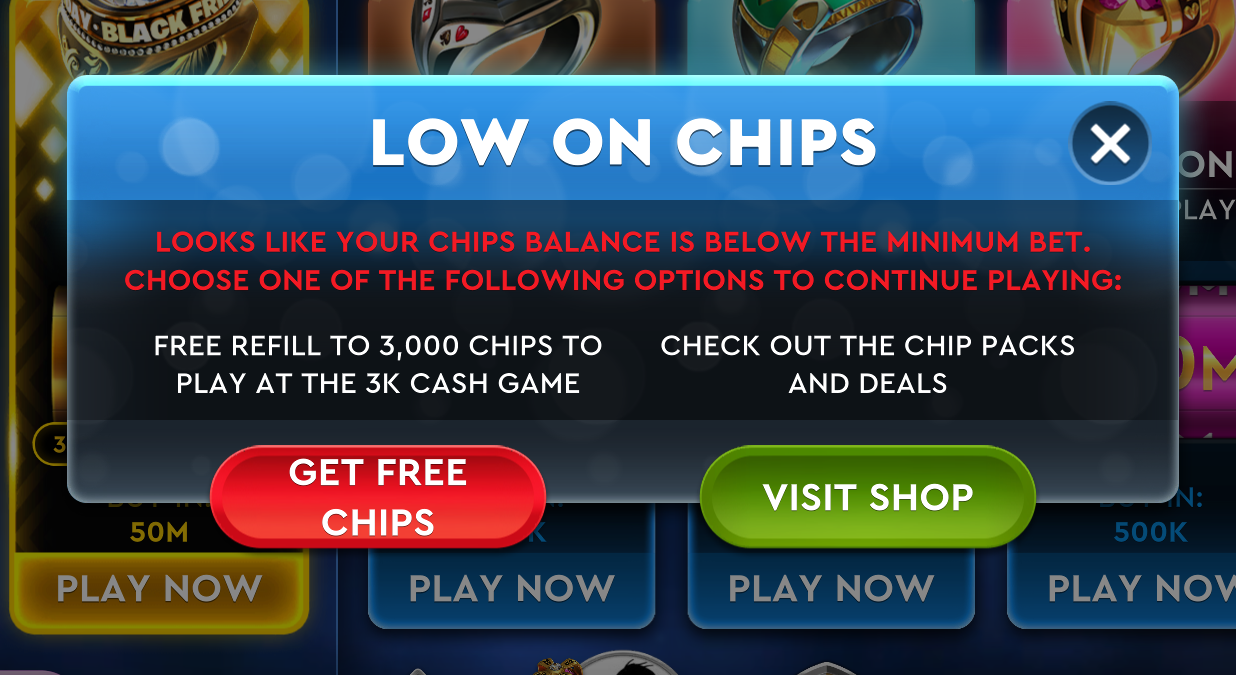 BLACK FRI
LOW ON CHIPS
ON
PLAY
LOOKS LIKE YOUR CHIPS BALANCE IS BELOW THE MINIMUM BET.
CHOOSE ONE OF THE FOLLOWING OPTIONS TO CONTINUE PLAYING:
FREE REFILL TO 3,000 CHIPS TO
PLAY AT THE 3K CASH GAME
CHECK OUT THE CHIP PACKS
AND DEALS
3
GET FREE
CHIPS
VISIT SHOP
BUY IN:
50M
K
IN:
500K
PLAY NOW
PLAY NOW
PLAY NOW
PLAY NOW